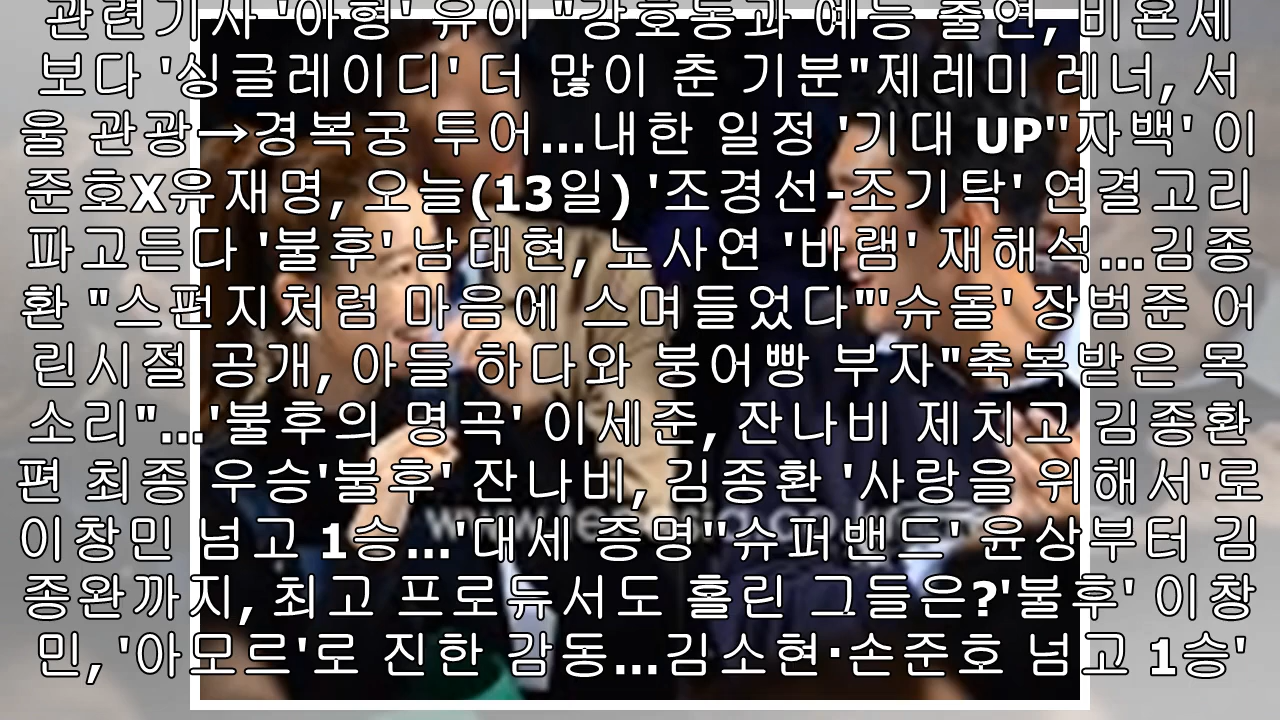 관련기사 '아형' 유이 "강호동과 예능 출연, 비욘세
보다 '싱글레이디' 더 많이 춘 기분"제레미 레너, 서
울 관광→경복궁 투어...내한 일정 '기대 UP''자백' 이
준호X유재명, 오늘(13일) '조경선-조기탁' 연결고리
파고든다 '불후' 남태현, 노사연 '바램' 재해석...김종
환 "스펀지처럼 마음에 스며들었다"'슈돌' 장범준 어
린시절 공개, 아들 하다와 붕어빵 부자"축복받은 목
소리"...'불후의 명곡' 이세준, 잔나비 제치고 김종환
편 최종 우승'불후' 잔나비, 김종환 '사랑을 위해서'로
이창민 넘고 1승...'대세 증명''슈퍼밴드' 윤상부터 김
종완까지, 최고 프로듀서도 홀린 그들은?'불후' 이창
민, '아모르'로 진한 감동...김소현·손준호 넘고 1승'